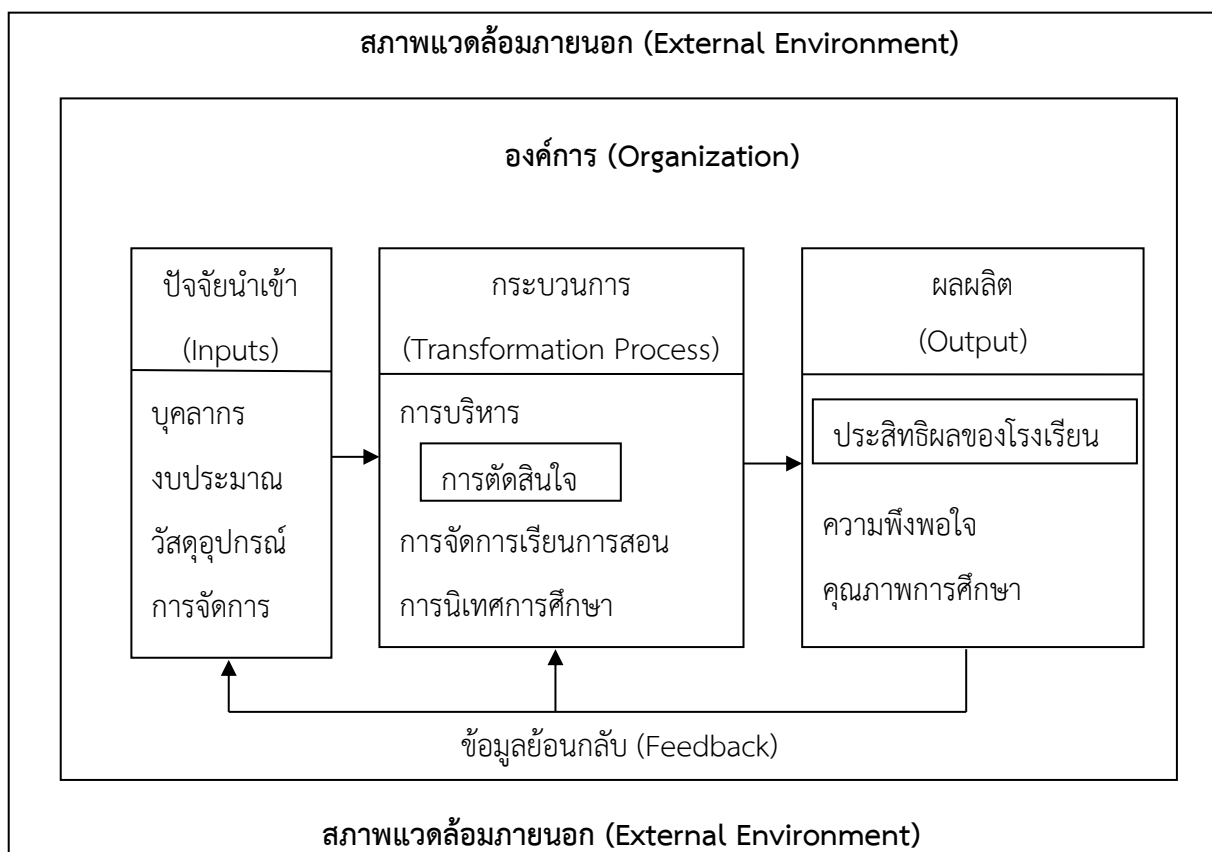 สภาพแวดล้อมภายนอก (External Environment)
องค์การ (Organization)
ปัจจัยนำเข้า
(Inputs)
บุคลากร
งบประมาณ
วัสดุอุปกรณ์
การจัดการ
กระบวนการ
(Transformation Process)
การบริหาร
การตัดสินใจ
การจัดการเรียนการสอน
การนิเทศการศึกษา
ผลผลิต
(Output)
ประสิทธิผลของโรงเรียน
ความพึงพอใจ
คุณภาพการศึกษา
ข้อมูลย้อนกลับ (Feedback)
สภาพแวดล้อมภายนอก (External Environment)